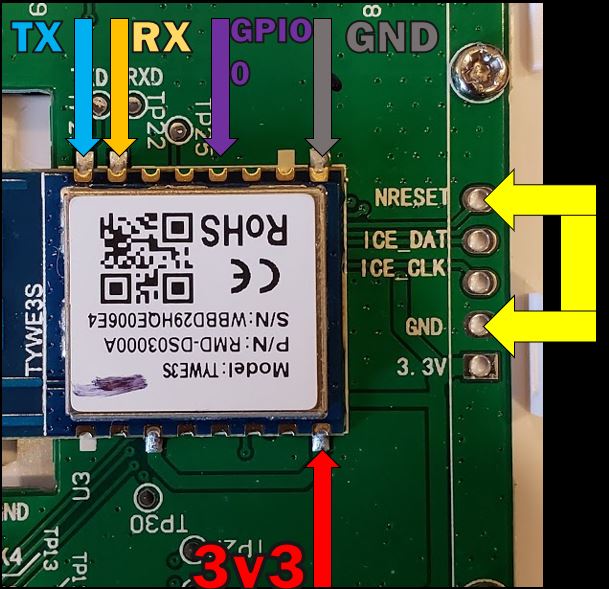 TX
RX
GPIO
0
GND
8
RXD
TP22
TP25
NRESET
ICE_DAT
ICE_CLK
GND
3.3V
TYWE3S
RoHS
CE
S/N:WBBD29HQE006E4
P/N:RMD-DS03000A
Model:TYWE3S
U3
TP30
ND
TP13
3v3